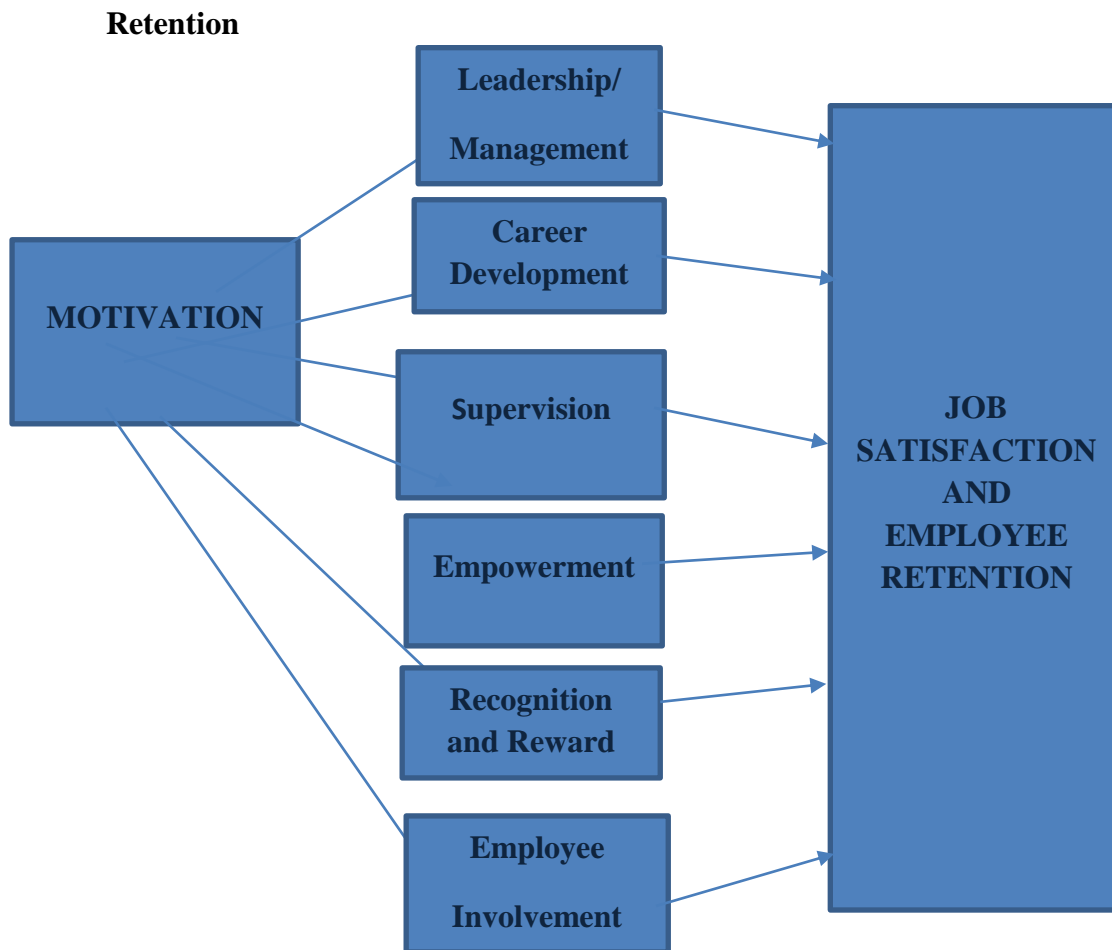 Retention
Leadership/
Management
Career
Development
MOTIVATION
Supervision
Empowerment
Recognition
and Reward
Employee
Involvement
JOB
SATISFACTION
AND
EMPLOYEE
RETENTION